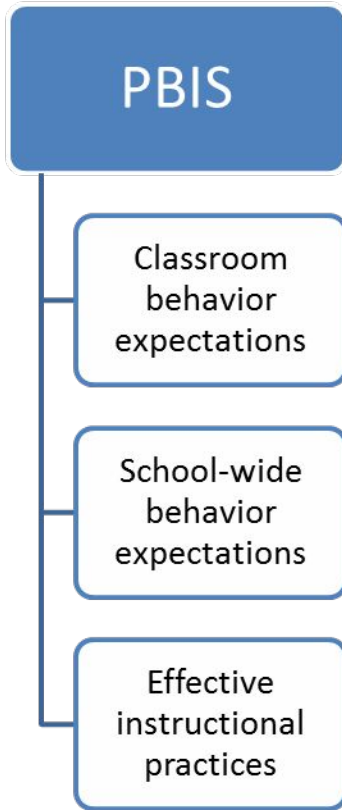 PBIS
Classroom
behavior
expectations
School-wide
behavior
expectations
Effective
instructional
practices